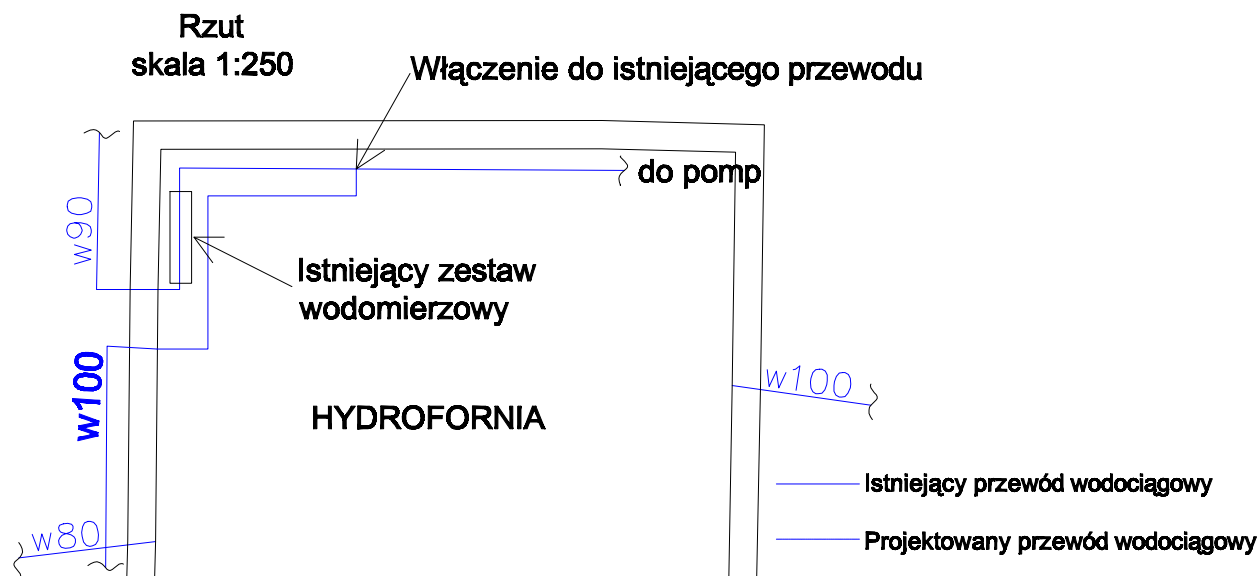 Rzut
skala 1:250
Włączenie do istniejącego przewodu
do pomp
w90
Istniejący zestaw
wodomierzowy
w100
w100
HYDROFORNIA
Istniejący przewód wodociągowy
w80
Projektowany przewód wodociągowy